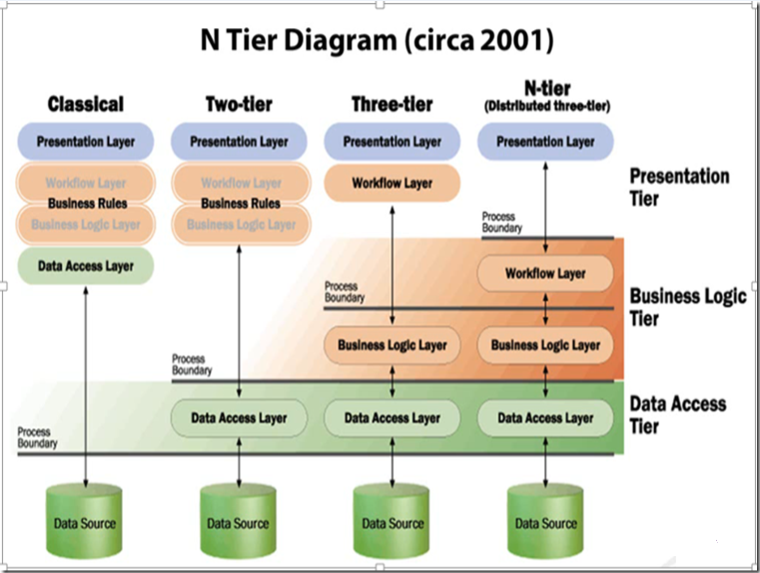 N Tier Diagram (circa 2001)
Classical
Two-tier
Three-tier
N-tier
(Distributed three-tier)
Presentation Layer
Presentation Layer
Presentation Layer
Presentation Layer
Workflow Layer
Business Rules
Business Logic Layer
Workflow Layer
Business Rules
Business Logic Layer
Workflow Layer
Presentation
Tier
Process
Boundary
Data Access Layer
Workflow Layer
Process
Boundary
Business Logic
Tier
Business Logic Layer
Business Logic Layer
Process
Boundary
Data Access Layer
Data Access Layer
Data Access Layer
Data Access
Tier
Process
Boundary
Data Source
Data Source
Data Source
Data Source